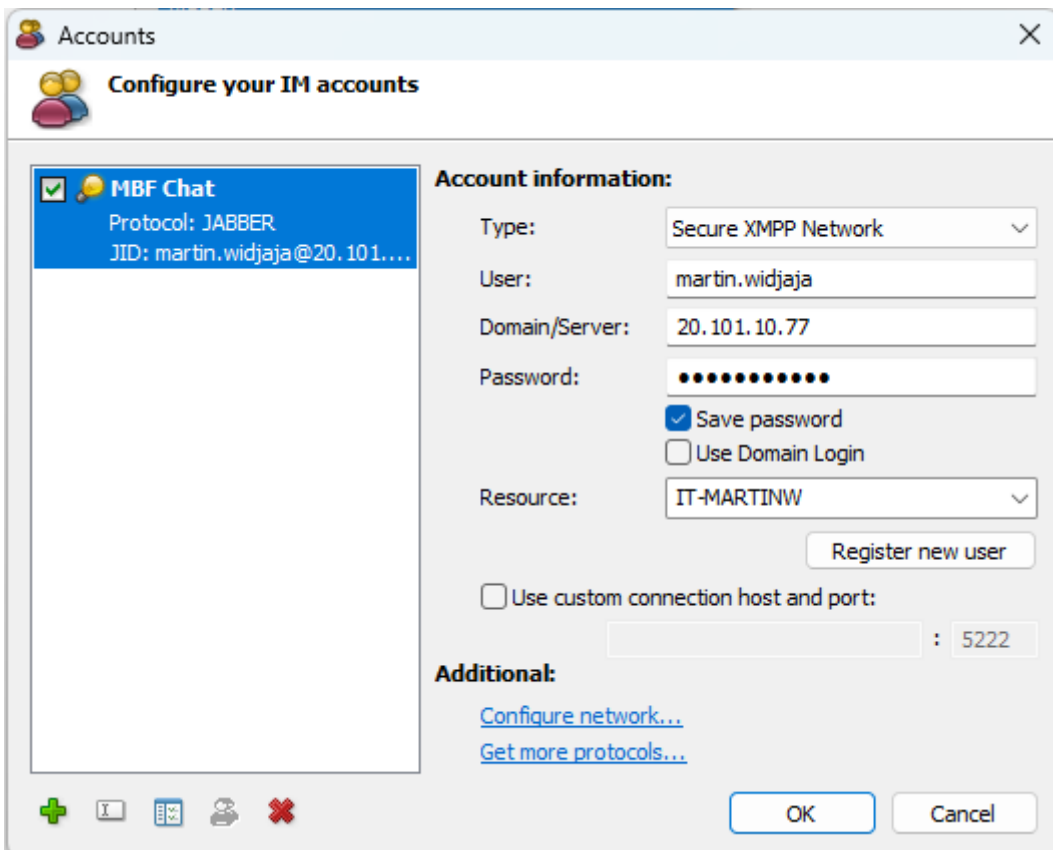 Accounts
Configure your IM accounts
MBF Chat
Protocol: JABBER
JID: martin.widjaja@20.101....
Account information:
Type: Secure XMPP Network
User: martin.widjaja
Domain/Server: 20.101.10.77
Password: ●●●●●●●●●●●
Save password
Use Domain Login
Resource: IT-MARTINW
Register new user
Use custom connection host and port:
: 5222
Additional:
Configure network...
Get more protocols...
OK Cancel